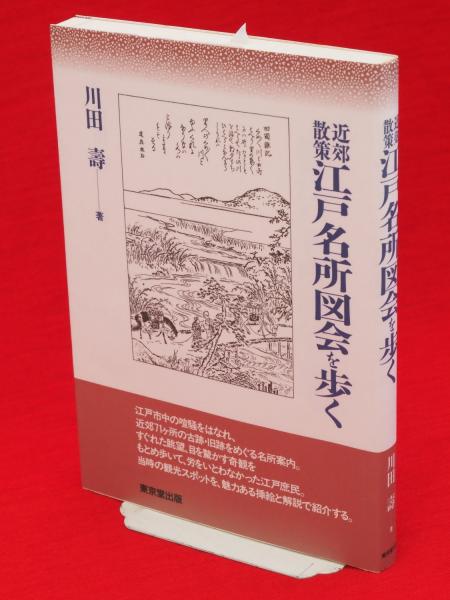 近郊
散策
江戸名所図会を歩く
川田 壽 著
江戸市中の喧騒をはなれ、
近郊71ヶ所の古跡・旧跡をめぐる名所案内。
すぐれた眺望、目を驚かす奇観を
もとめ歩いて、労をいとわなかった江戸庶民。
当時の観光スポットを、魅力ある挿絵と解説で紹介する。
東京堂出版
近郊
散策
江戸名所図会を歩く
川田 壽 著